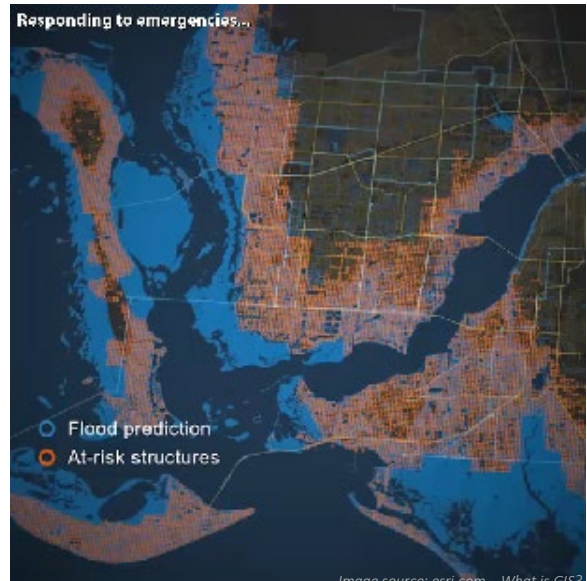 Responding to emergencies...
Flood prediction
At-risk structures
Image source: esri.com – What is GIS?